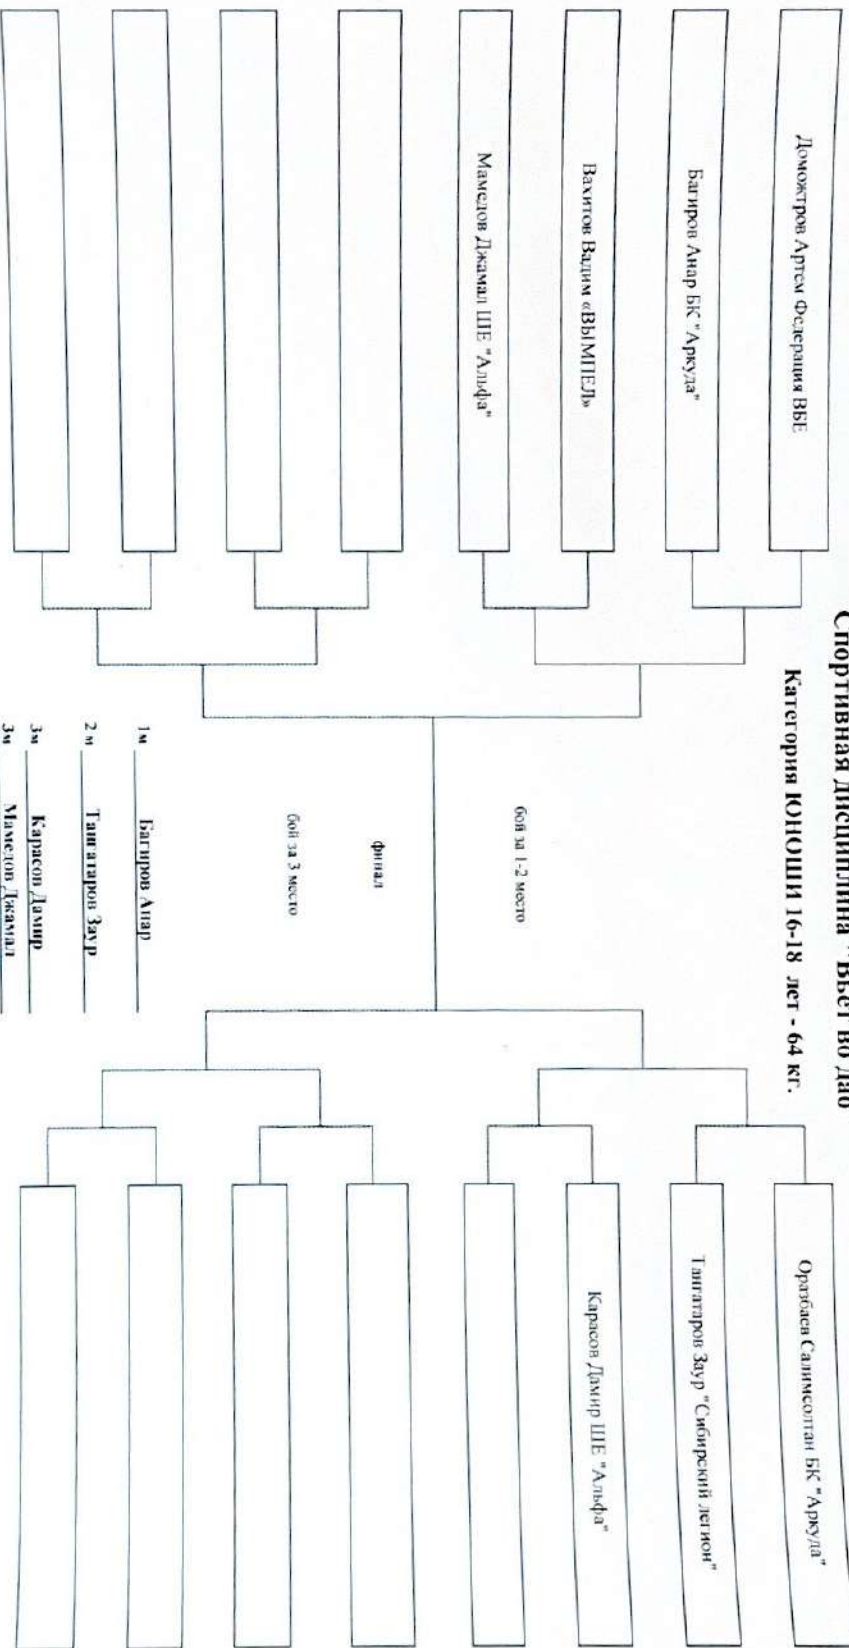 Спортивная дисциплина "Вьет во дао
Категория ЮНОШИ 16-18 лет - 64 кг.
Доможтров Артем Федерация ВБЕ
Багиров Анар БК "Аркуда"
Вахитов Вадим «ВЫМПЕЛ»
Мамедов Джамал ШЕ "Альфа"
бой за 1-2 место
финал
бой за 3 место
Оразбаев Салимсолтан БК "Аркуда"
Тангатаров Заур "Сибирский легион"
Карасов Дамир ШЕ "Альфа"
1м Багиров Анар
2 м Тангатаров Заур
3м Карасов Дамир
3м Мамедов Джамал